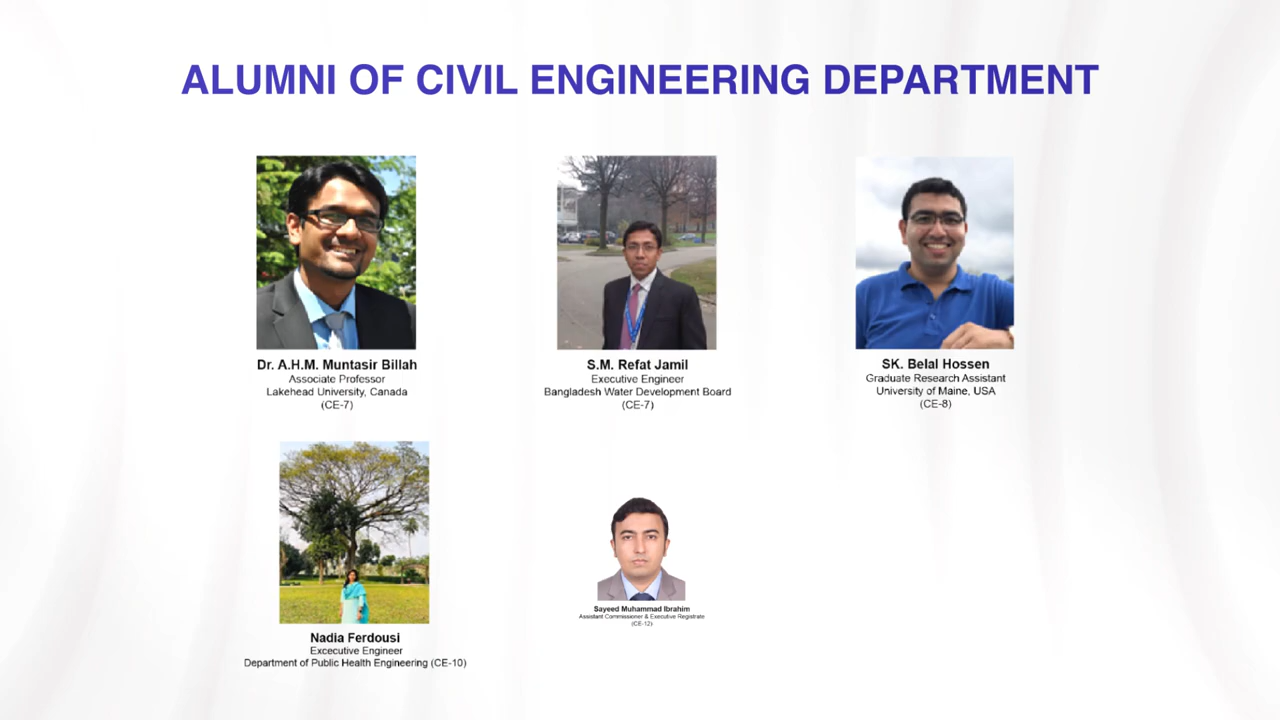 ALUMNI OF CIVIL ENGINEERING DEPARTMENT
Dr. A.H.M. Muntasir Billah
Associate Professor
Lakehead University, Canada
(CE-7)
S.M. Refat Jamil
Executive Engineer
Bangladesh Water Development Board
(CE-7)
SK. Belal Hossen
Graduate Research Assistant
University of Maine, USA
(CE-8)
Nadia Ferdousi
Excecutive Engineer
Department of Public Health Engineering (CE-10)
Sayeed Muhammad Ibrahim
Assistant Commissioner & Executive Registrate
(CE-12)